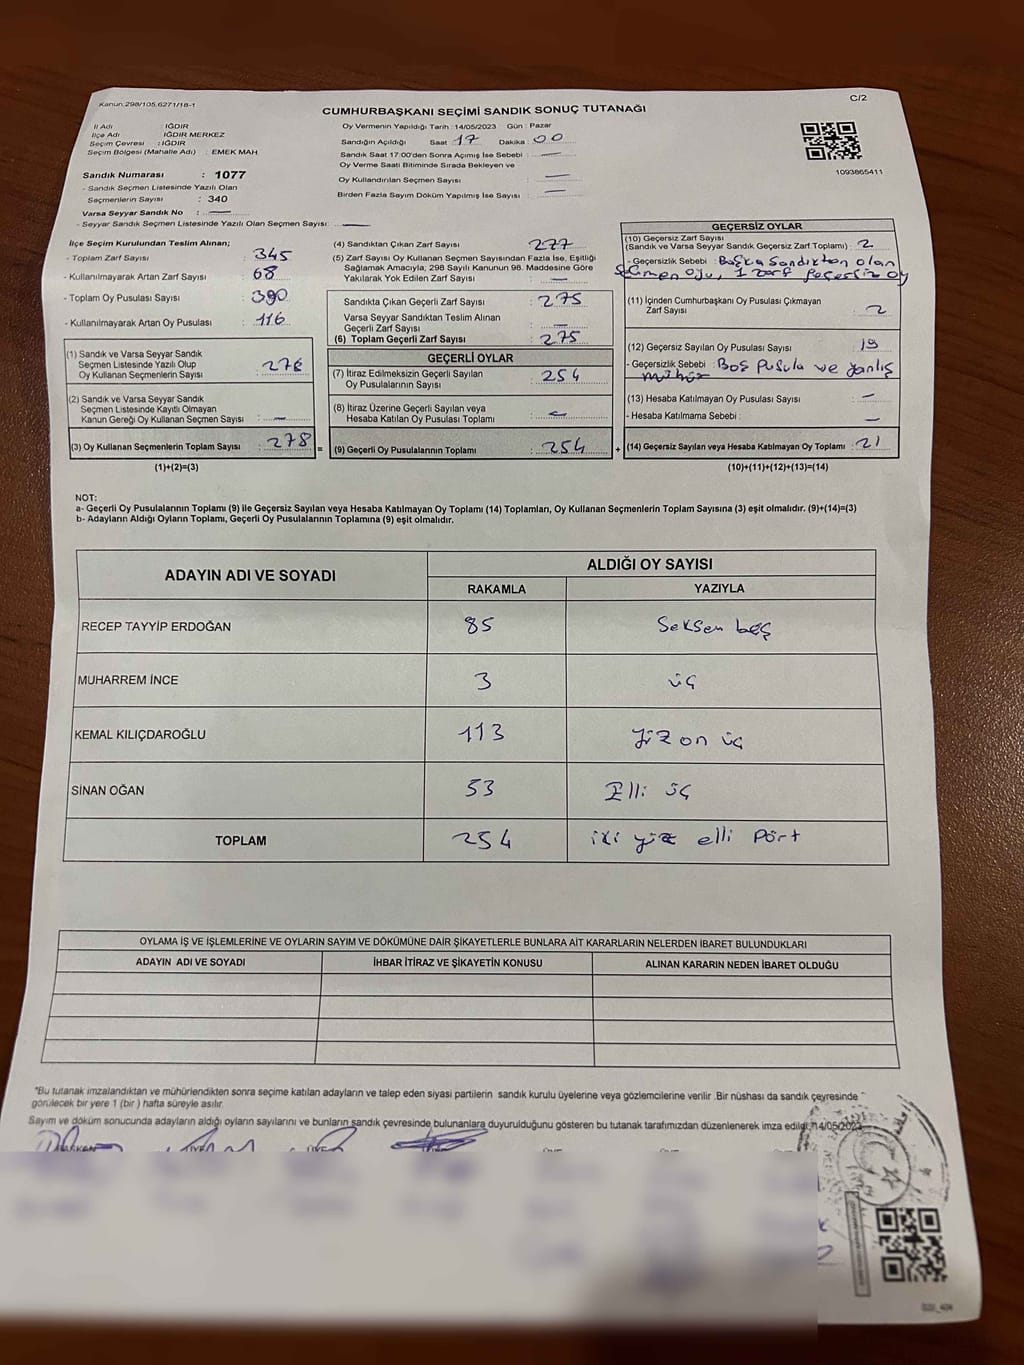 Kanun;298/105,6271/18-1
C/2
CUMHURBAŞKANI SEÇİMİ SANDIK SONUÇ TUTANAĞI
İl Adı : IĞDIR
İlçe Adı : IĞDIR MERKEZ
Seçim Çevresi : IĞDIR
Seçim Bölgesi (Mahalle Adı) : EMEK MAH.
Sandık Numarası : 1077
- Sandık Seçmen Listesinde Yazılı Olan
Seçmenlerin Sayısı : 340
Varsa Seyyar Sandık No : —
- Seyyar Sandık Seçmen Listesinde Yazılı Olan Seçmen Sayısı : —
Oy Vermenin Yapıldığı Tarih :14/05/2023 Gün : Pazar
Sandığın Açıldığı Saat : 17 Dakika : 00
Sandık Saat 17:00'den Sonra Açımış İse Sebebi : —
Oy Verme Saati Bitiminde Sırada Bekleyen ve
Oy Kullandırılan Seçmen Sayısı : —
Birden Fazla Sayım Döküm Yapılmış İse Sayısı : —
1093865411
İlçe Seçim Kurulundan Teslim Alınan;
- Toplam Zarf Sayısı : 345
- Kullanılmayarak Artan Zarf Sayısı : 68
- Toplam Oy Pusulası Sayısı : 390
- Kullanılmayarak Artan Oy Pusulası : 116
(1) Sandık ve Varsa Seyyar Sandık
Seçmen Listesinde Yazılı Olup
Oy Kullanan Seçmenlerin Sayısı : 276
(2) Sandık ve Varsa Seyyar Sandık
Seçmen Listesinde Kayıtlı Olmayan
Kanun Gereği Oy Kullanan Seçmen Sayısı : —
(3) Oy Kullanan Seçmenlerin Toplam Sayısı : 278
(1)+(2)=(3)
=
(4) Sandıktan Çıkan Zarf Sayısı : 277
(5) Zarf Sayısı Oy Kullanan Seçmen Sayısından Fazla İse, Eşitliği
Sağlamak Amacıyla, 298 Sayılı Kanunun 98. Maddesine Göre
Yakılarak Yok Edilen Zarf Sayısı : —
Sandıkta Çıkan Geçerli Zarf Sayısı : 275
Varsa Seyyar Sandıktan Teslim Alınan
Geçerli Zarf Sayısı : —
(6) Toplam Geçerli Zarf Sayısı : 275
GEÇERLİ OYLAR
(7) İtiraz Edilmeksizin Geçerli Sayılan
Oy Pusulalarının Sayısı : 254
(8) İtiraz Üzerine Geçerli Sayılan veya
Hesaba Katılan Oy Pusulası Toplamı : —
(9) Geçerli Oy Pusulalarının Toplamı : 254
+
GEÇERSİZ OYLAR
(10) Geçersiz Zarf Sayısı
(Sandık ve Varsa Seyyar Sandık Geçersiz Zarf Toplamı) : 2
- Geçersizlik Sebebi : Başka sandıktan olan
seçmen oyu, 1 zarf geçersiz oy
(11) İçinden Cumhurbaşkanı Oy Pusulası Çıkmayan
Zarf Sayısı : 2
(12) Geçersiz Sayılan Oy Pusulası Sayısı : 19
- Geçersizlik Sebebi : Boş pusula ve yanlış
mühür
(13) Hesaba Katılmayan Oy Pusulası Sayısı : —
- Hesaba Katılmama Sebebi : —
(14) Geçersiz Sayılan veya Hesaba Katılmayan Oy Toplamı : 21
(10)+(11)+(12)+(13)=(14)
NOT:
a- Geçerli Oy Pusulalarının Toplamı (9) ile Geçersiz Sayılan veya Hesaba Katılmayan Oy Toplamı (14) Toplamları, Oy Kullanan Seçmenlerin Toplam Sayısına (3) eşit olmalıdır. (9)+(14)=(3)
b- Adayların Aldığı Oyların Toplamı, Geçerli Oy Pusulalarının Toplamına (9) eşit olmalıdır.
ADAYIN ADI VE SOYADI
ALDIĞI OY SAYISI
RAKAMLA YAZIYLA
RECEP TAYYİP ERDOĞAN 85 Seksen beş
MUHARREM İNCE 3 üç
KEMAL KILIÇDAROĞLU 113 yüz on üç
SİNAN OĞAN 53 Elli üç
TOPLAM 254 iki yüz elli Dört
OYLAMA İŞ VE İŞLEMLERİNE VE OYLARIN SAYIM VE DÖKÜMÜNE DAİR ŞİKAYETLERLE BUNLARA AİT KARARLARIN NELERDEN İBARET BULUNDUKLARI
ADAYIN ADI VE SOYADI İHBAR İTİRAZ VE ŞİKAYETİN KONUSU ALINAN KARARIN NEDEN İBARET OLDUĞU
*Bu tutanak imzalandıktan ve mühürlendikten sonra seçime katılan adayların ve talep eden siyasi partilerin sandık kurulu üyelerine veya gözlemcilerine verilir .Bir nüshası da sandık çevresinde
görülecek bir yere 1 (bir ) hafta süreyle asılır.
Sayım ve döküm sonucunda adayların aldığı oyların sayılarını ve bunların sandık çevresinde bulunanlara duyurulduğunu gösteren bu tutanak tarafımızdan düzenlenerek imza edildi. 14/05/2023
BAŞKAN ÜYE ÜYE